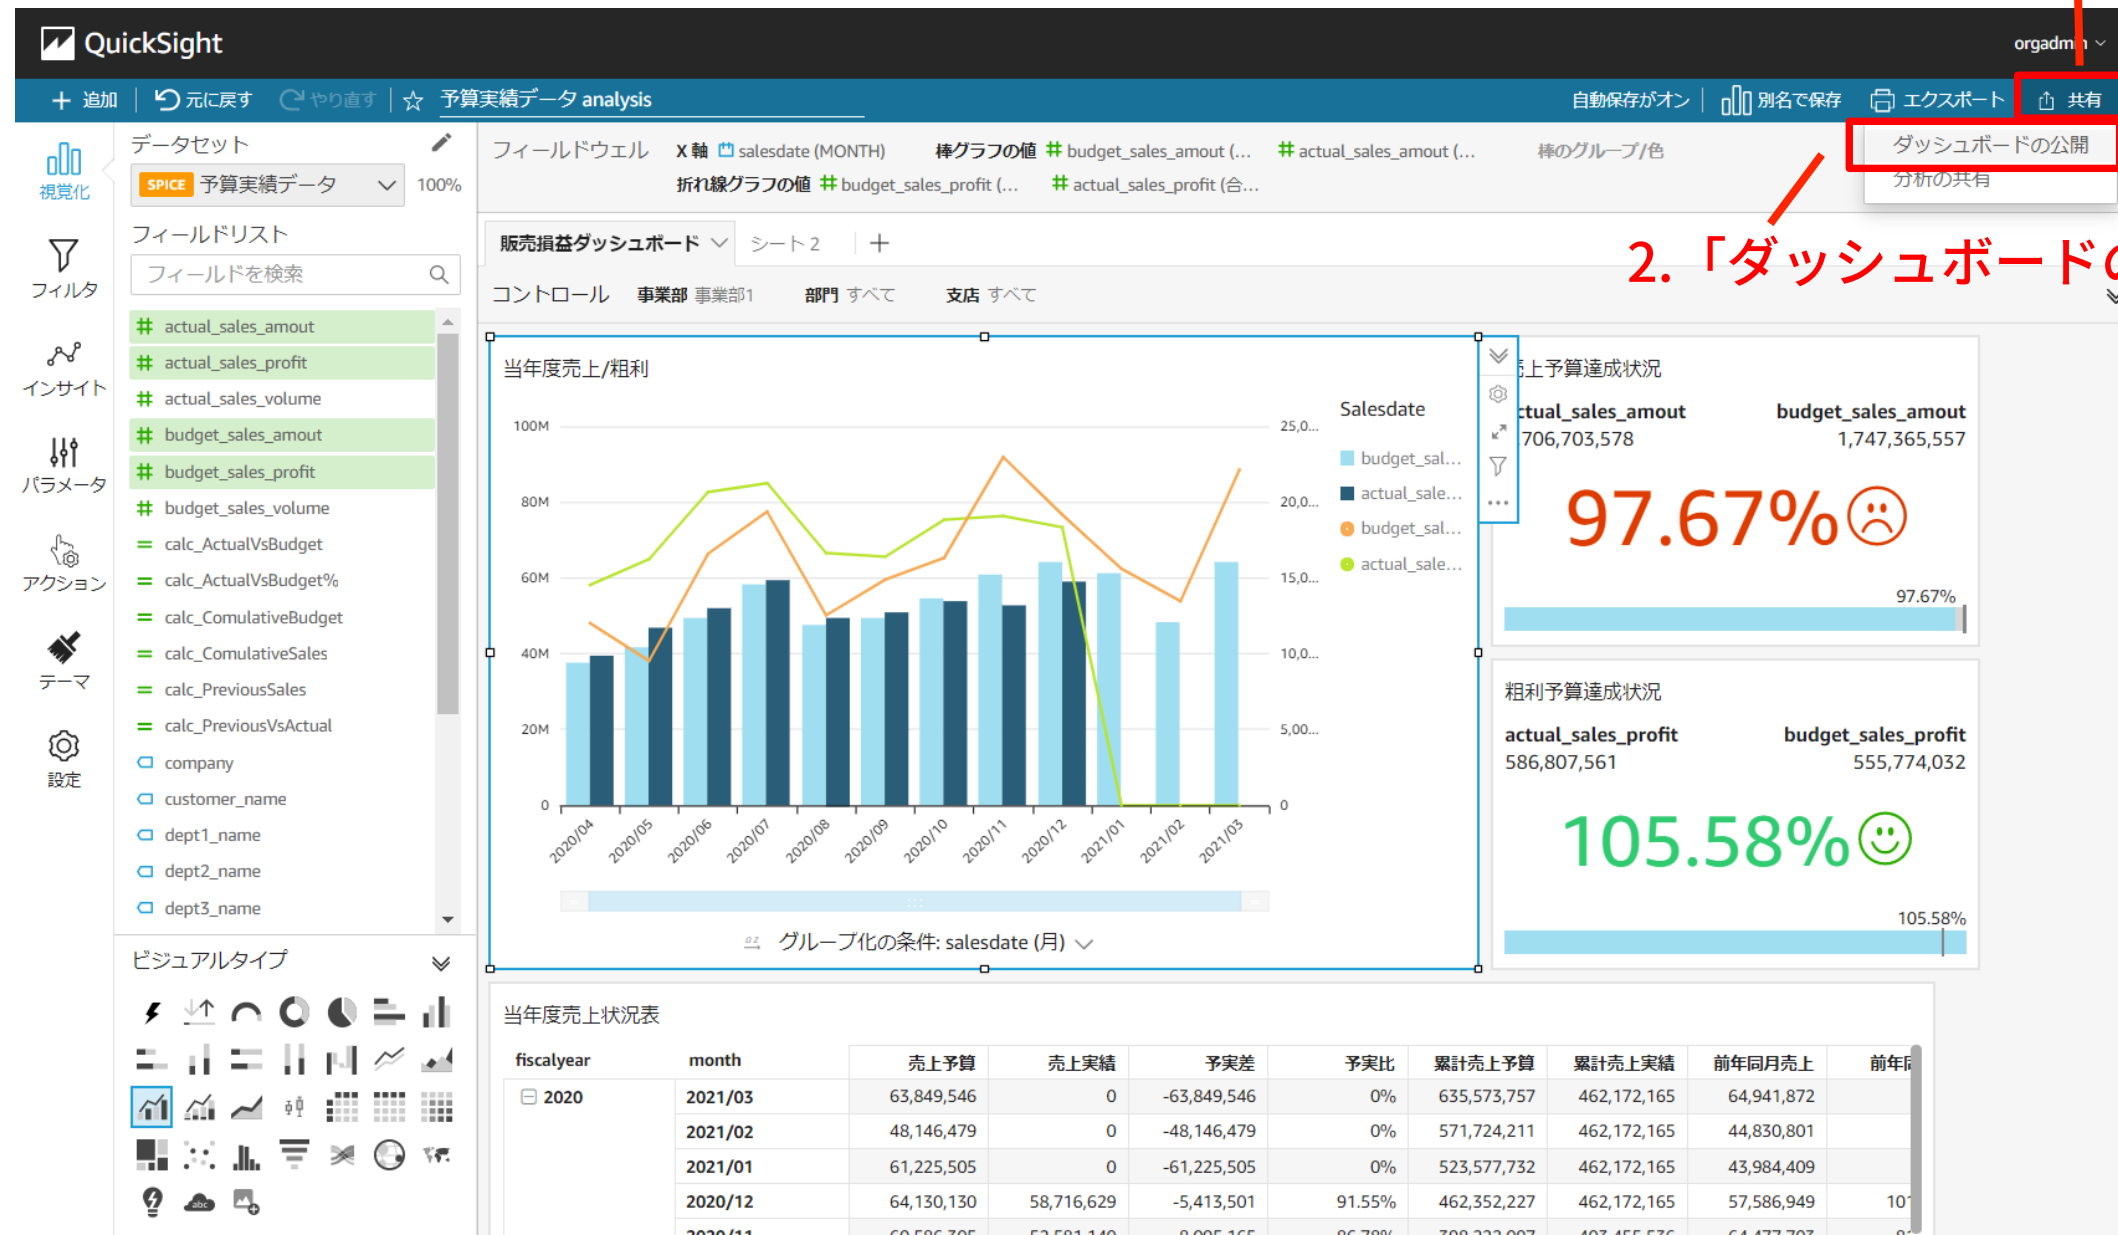 QuickSight
orgadmin
追加
元に戻す
やり直す
予算実績データ analysis
自動保存がオン
別名で保存
エクスポート
共有
ダッシュボードの公開
分析の共有
2.「ダッシュボードの
視覚化
フィルタ
インサイト
パラメータ
アクション
テーマ
設定
データセット
SPICE 予算実績データ
100%
フィールドリスト
フィールドを検索
actual_sales_amout
actual_sales_profit
actual_sales_volume
budget_sales_amout
budget_sales_profit
budget_sales_volume
calc_ActualVsBudget
calc_ActualVsBudget%
calc_ComulativeBudget
calc_ComulativeSales
calc_PreviousSales
calc_PreviousVsActual
company
customer_name
dept1_name
dept2_name
dept3_name
ビジュアルタイプ
フィールドウェル
X 軸 salesdate (MONTH)
棒グラフの値 budget_sales_amout (... actual_sales_amout (...
棒のグループ/色
折れ線グラフの値 budget_sales_profit (... actual_sales_profit (合...
販売損益ダッシュボード
シート 2
コントロール 事業部 事業部1 部門 すべて 支店 すべて
当年度売上/粗利
100M
80M
60M
40M
20M
0
25,0...
20,0...
15,0...
10,0...
5,00...
0
2020/04
2020/05
2020/06
2020/07
2020/08
2020/09
2020/10
2020/11
2020/12
2021/01
2021/02
2021/03
Salesdate
budget_sal...
actual_sale...
budget_sal...
actual_sale...
グループ化の条件: salesdate (月)
上予算達成状況
ctual_sales_amout budget_sales_amout
706,703,578 1,747,365,557
97.67%
97.67%
粗利予算達成状況
actual_sales_profit budget_sales_profit
586,807,561 555,774,032
105.58%
105.58%
当年度売上状況表
fiscalyear month 売上予算 売上実績 予実差 予実比 累計売上予算 累計売上実績 前年同月売上 前年
2020 2021/03 63,849,546 0 -63,849,546 0% 635,573,757 462,172,165 64,941,872
2021/02 48,146,479 0 -48,146,479 0% 571,724,211 462,172,165 44,830,801
2021/01 61,225,505 0 -61,225,505 0% 523,577,732 462,172,165 43,984,409
2020/12 64,130,130 58,716,629 -5,413,501 91.55% 462,352,227 462,172,165 57,586,949 10